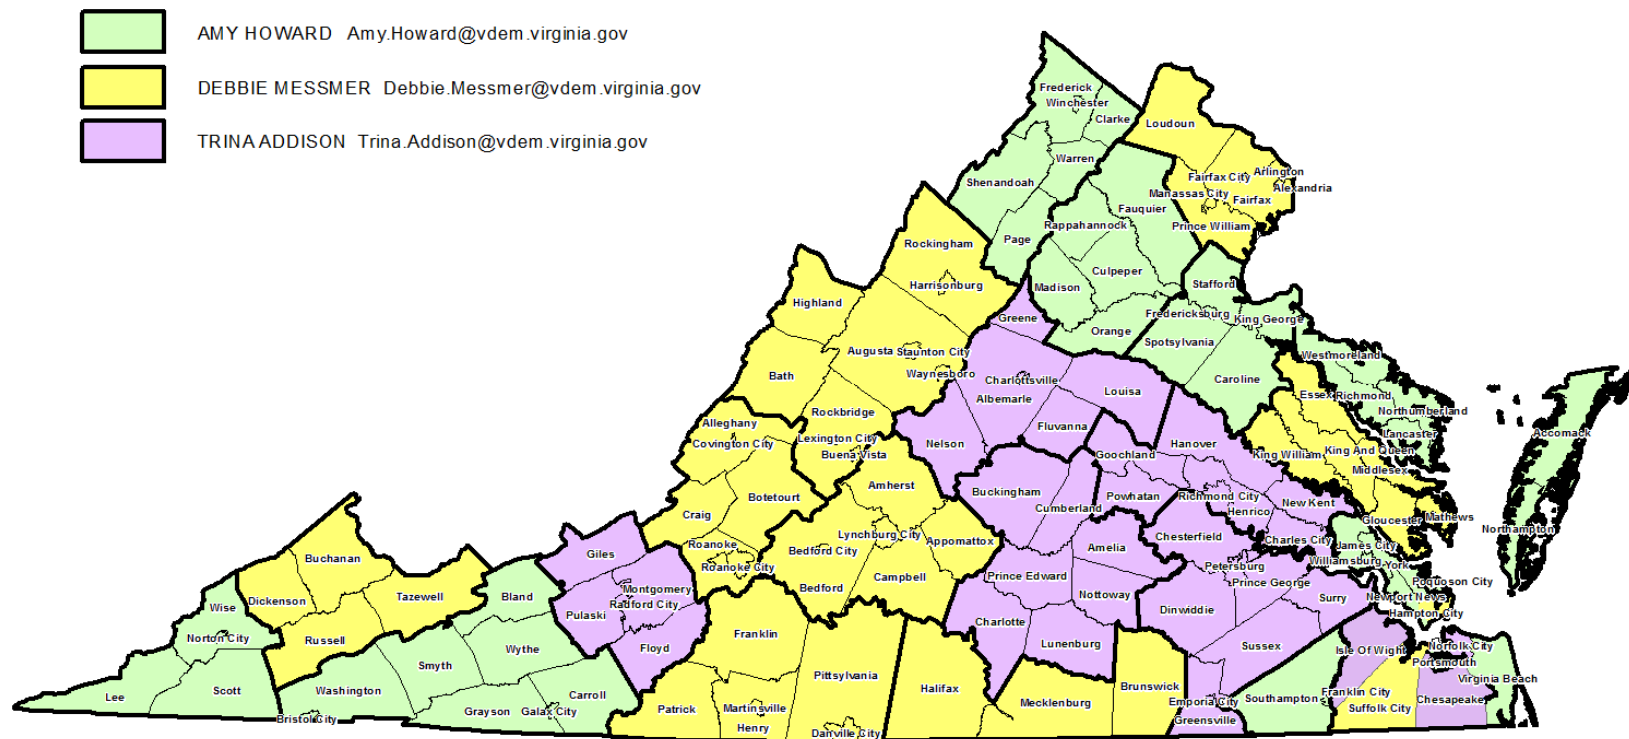 AMY HOWARD Amy.Howard@vdem.virginia.gov
DEBBIE MESSMER Debbie.Messmer@vdem.virginia.gov
TRINA ADDISON Trina.Addison@vdem.virginia.gov
Frederick
Winchester
Clarke
Loudoun
Warren
Shenandoah
Fairfax City
Arlington
Manassas City
Alexandria
Fairfax
Fauquier
Rappahannock
Prince William
Page
Rockingham
Culpeper
Harrisonburg
Madison
Stafford
Highland
Greene
Orange
Fredericksburg
King George
Spotsylvania
Augusta
Staunton City
Westmoreland
Bath
Waynesboro
Charlottsville
Albemarle
Louisa
Caroline
Essex
Richmond
Rockbridge
Northumberland
Alleghany
Fluvanna
Lancaster
Accomack
Covington City
Lexington City
Nelson
Hanover
Buena Vista
Goochland
King William
King And Queen
Middlesex
Amherst
Buckingham
Botetourt
Powhatan
Richmond City
New Kent
Henrico
Cumberland
Craig
Gloucester
Mathews
Northampton
Lynchburg City
Appomattox
Chesterfield
Charles City
James City
Roanoke
Bedford City
Amelia
Buchanan
Giles
Roanoke City
Williamsburg
York
Petersburg
Prince George
Prince Edward
Campbell
Poquoson City
Bedford
Montgomery
Nottoway
Surry
Newport News
Tazewell
Bland
Dickenson
Radford City
Wise
Pulaski
Dinwiddie
Hampton City
Charlotte
Norton City
Russell
Franklin
Lunenburg
Sussex
Norfolk City
Isle Of Wight
Floyd
Wythe
Portsmouth
Smyth
Pittsylvania
Virginia Beach
Halifax
Brunswick
Washington
Scott
Lee
Carroll
Southampton
Franklin City
Chesapeake
Mecklenburg
Emporia City
Patrick
Martinsville
Grayson
Galax City
Suffolk City
Bristol City
Greensville
Henry
Danville City